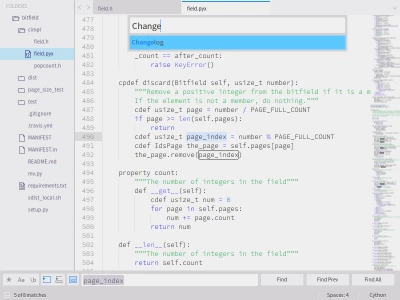 FOLDERS
bitfield
cimpl
field.h
field.pyx
popcount.h
dist
page_size_test
test
.gitignore
.travis.yml
MANIFEST
MANIFEST.in
README.md
requirements.txt
sdist_local.sh
setup.py
field.h
field.pyx
Change
Changelog
477
478
479
480
481 _count == after_count:
482 raise KeyError()
483
484 cpdef discard(Bitfield self, usize_t number):
485 """Remove a positive integer from the bitfield if it is a m
486 If the element is not a member, do nothing."""
487 cdef usize_t page = number / PAGE_FULL_COUNT
488 if page >= len(self.pages):
489 return
490 cdef usize_t page_index = number % PAGE_FULL_COUNT
491 cdef IdsPage the_page = self.pages[page]
492 the_page.remove(page_index)
493
494 property count:
495 """The number of integers in the field"""
496 def __get__(self):
497 cdef usize_t num = 0
498 for page in self.pages:
499 num += page.count
500 return num
501
502 def __len__(self):
503 """The number of integers in the field"""
504 return self.count
page_index
Find
Find Prev
Find All
5 of 8 matches
Spaces: 4
Cython